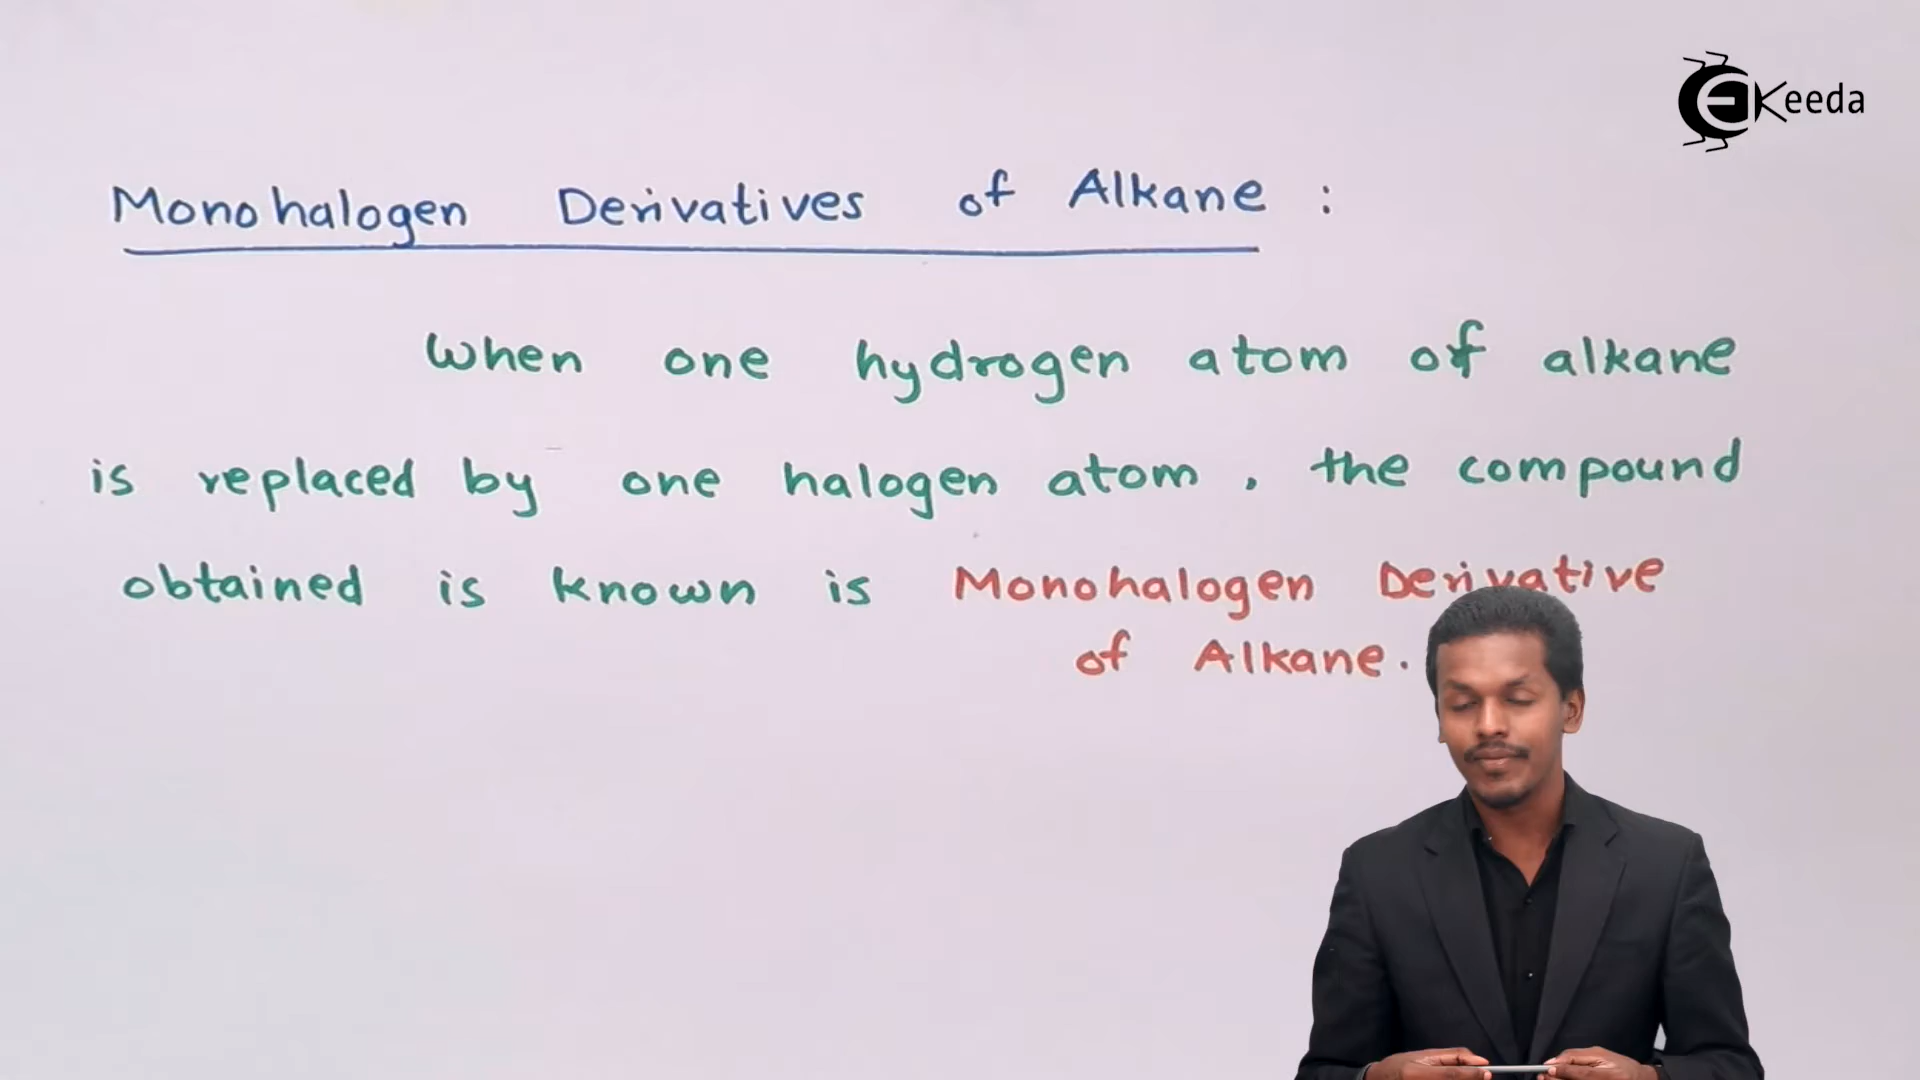 EKeeda
Monohalogen Derivatives of Alkane :
When one hydrogen atom of alkane
is replaced by one halogen atom, the compound
obtained is known is Monohalogen Derivative
of Alkane.